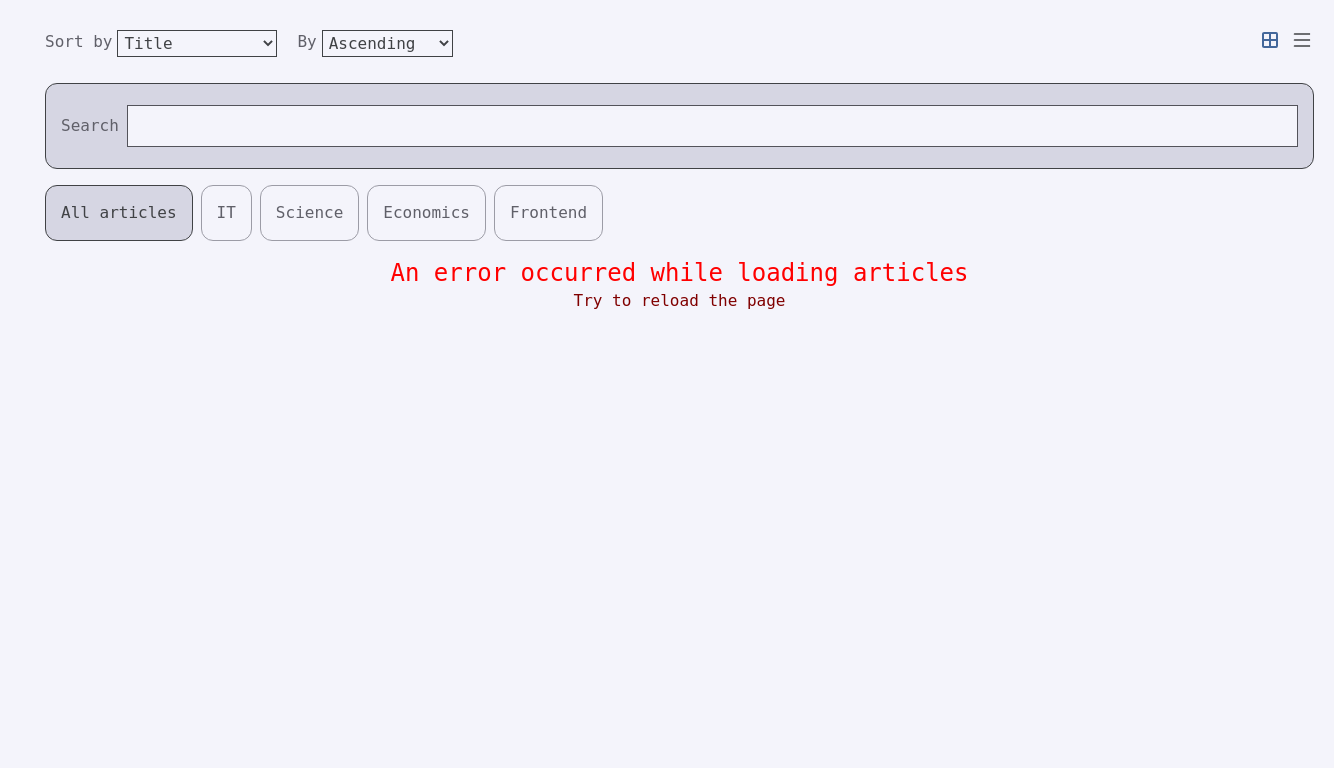 Sort by Title By Ascending
Search
All articles IT Science Economics Frontend
An error occurred while loading articles
Try to reload the page